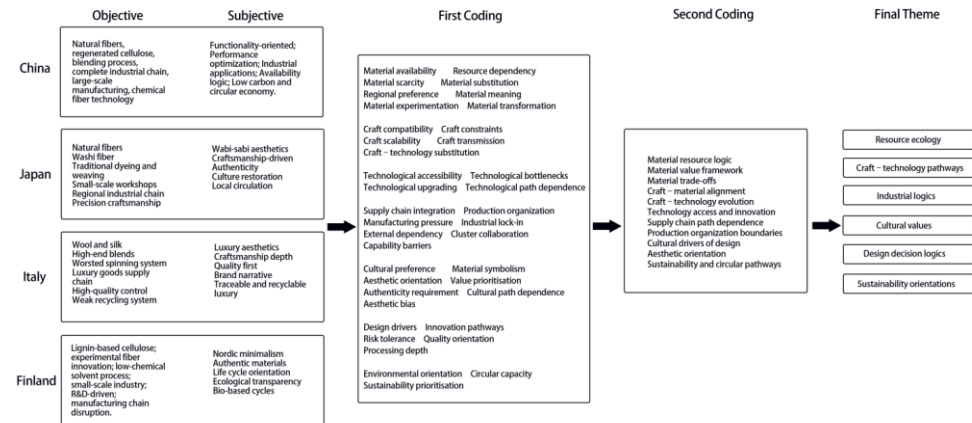 Objective
Subjective
First Coding
Second Coding
Final Theme
China
Natural fibers,
regenerated cellulose,
blending process,
complete industrial chain,
large-scale
manufacturing, chemical
fiber technology
Functionality-oriented;
Performance
optimization; Industrial
applications; Availability
logic; Low carbon and
circular economy.
Japan
Natural fibers
Washi fiber
Traditional dyeing and
weaving
Small-scale workshops
Regional industrial chain
Precision craftsmanship
Wabi-sabi aesthetics
Craftsmanship-driven
Authenticity
Culture restoration
Local circulation
Italy
Wool and silk
High-end blends
Worsted spinning system
Luxury goods supply
chain
High-quality control
Weak recycling system
Luxury aesthetics
Craftsmanship depth
Quality first
Brand narrative
Traceable and recyclable
luxury
Finland
Lignin-based cellulose;
experimental fiber
innovation; low-chemical
solvent process;
small-scale industry;
R&D-driven;
manufacturing chain
disruption.
Nordic minimalism
Authentic materials
Life cycle orientation
Ecological transparency
Bio-based cycles
Material availability Resource dependency
Material scarcity Material substitution
Regional preference Material meaning
Material experimentation Material transformation
Craft compatibility Craft constraints
Craft scalability Craft transmission
Craft – technology substitution
Technological accessibility Technological bottlenecks
Technological upgrading Technological path dependence
Supply chain integration Production organization
Manufacturing pressure Industrial lock-in
External dependency Cluster collaboration
Capability barriers
Cultural preference Material symbolism
Aesthetic orientation Value prioritisation
Authenticity requirement Cultural path dependence
Aesthetic bias
Design drivers Innovation pathways
Risk tolerance Quality orientation
Processing depth
Environmental orientation Circular capacity
Sustainability prioritisation
Material resource logic
Material value framework
Material trade-offs
Craft – material alignment
Craft – technology evolution
Technology access and innovation
Supply chain path dependence
Production organization boundaries
Cultural drivers of design
Aesthetic orientation
Sustainability and circular pathways
Resource ecology
Craft – technology pathways
Industrial logics
Cultural values
Design decision logics
Sustainability orientations